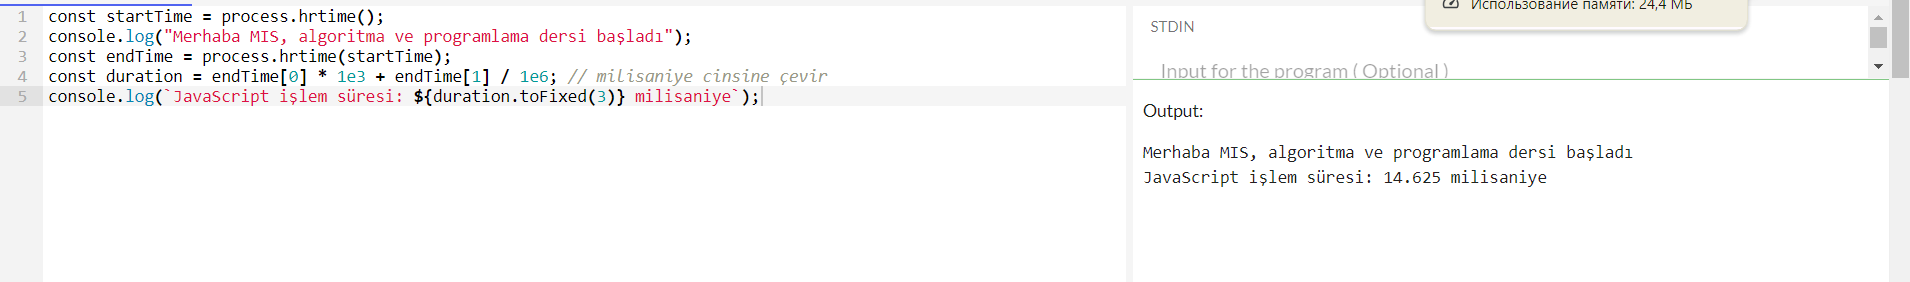 1 const startTime = process.hrtime();
2 console.log("Merhaba MIS, algoritma ve programlama dersi başladı");
3 const endTime = process.hrtime(startTime);
4 const duration = endTime[0] * 1e3 + endTime[1] / 1e6; // milisaniye cinsine çevir
5 console.log(`JavaScript işlem süresi: ${duration.toFixed(3)} milisaniye`);
Использование памяти: 24,4 МБ
STDIN
Input for the program ( Optional )
Output:
Merhaba MIS, algoritma ve programlama dersi başladı
JavaScript işlem süresi: 14.625 milisaniye